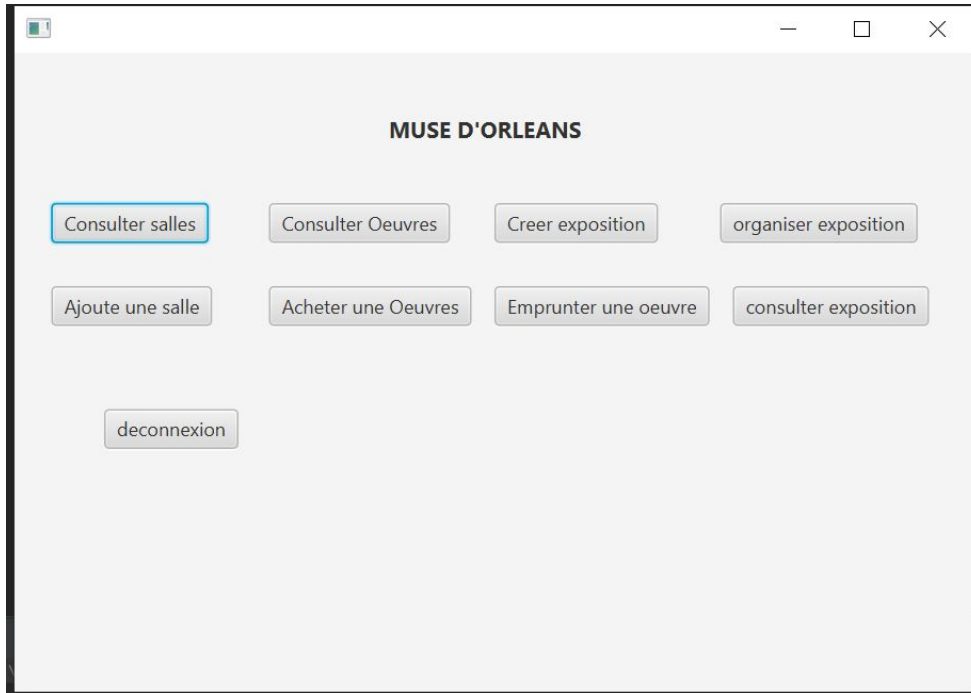 MUSE D'ORLEANS
Consulter salles Consulter Oeuvres Creer exposition organiser exposition
Ajoute une salle Acheter une Oeuvres Emprunter une oeuvre consulter exposition
deconnexion